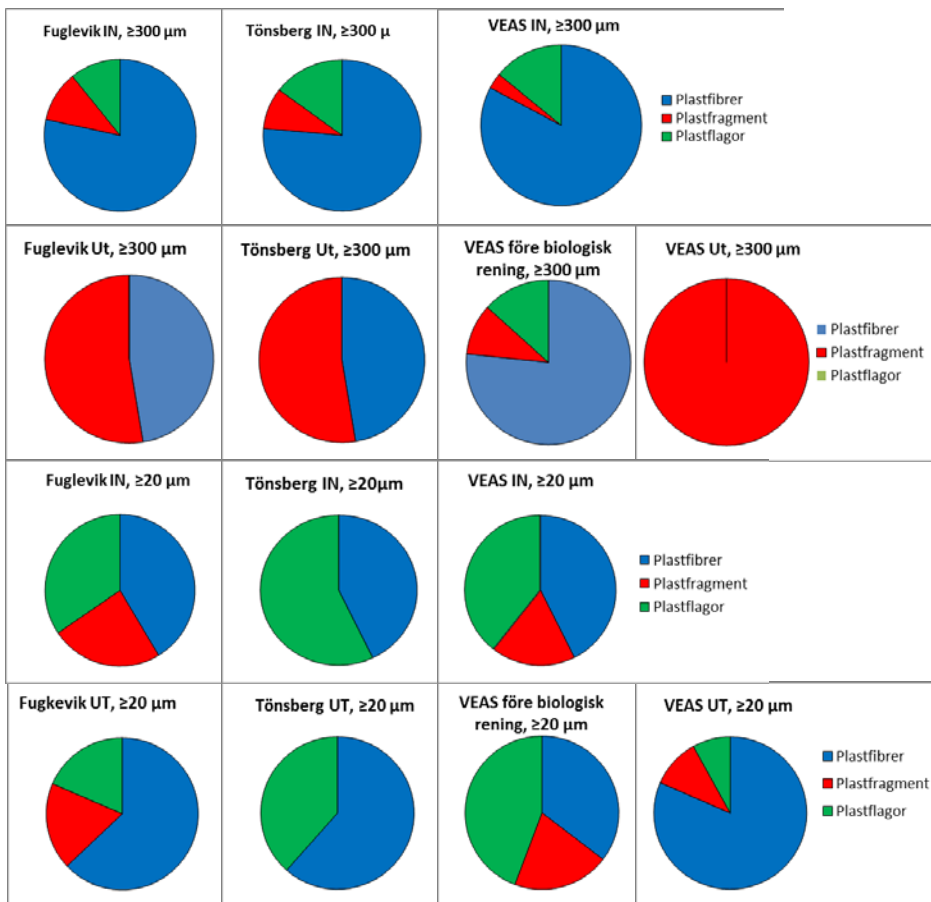 Fuglevik IN, ≥300 µm
Tönsberg IN, ≥300 µ
VEAS IN, ≥300 µm
Plastfibrer
Plastfragment
Plastflagor
Fuglevik Ut, ≥300 µm
Tönsberg Ut, ≥300 µm
VEAS före biologisk
rening, ≥300 µm
VEAS Ut, ≥300 µm
Plastfibrer
Plastfragment
Plastflagor
Fuglevik IN, ≥20 µm
Tönsberg IN, ≥20µm
VEAS IN, ≥20 µm
Plastfibrer
Plastfragment
Plastflagor
Fugkevik UT, ≥20 µm
Tönsberg UT, ≥20 µm
VEAS före biologisk
rening, ≥20 µm
VEAS UT, ≥20 µm
Plastfibrer
Plastfragment
Plastflagor